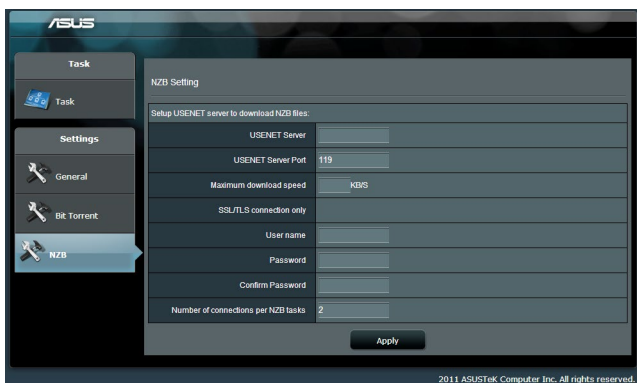 ASUS
Task
Task
Settings
General
Bit Torrent
NZB
NZB Setting
Setup USENET server to download NZB files:
USENET Server
USENET Server Port 119
Maximum download speed KB/S
SSL/TLS connection only
User name
Password
Confirm Password
Number of connections per NZB tasks 2
Apply
2011 ASUSTeK Computer Inc. All rights reserved.